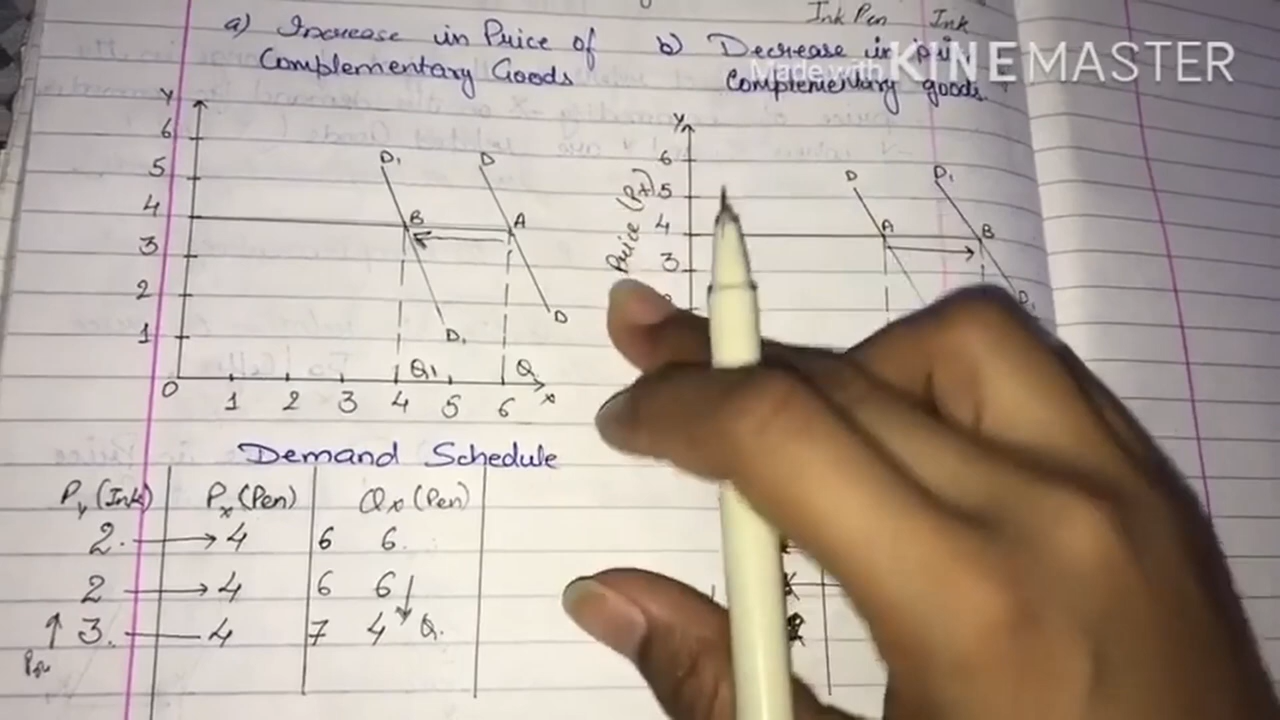 Ink Pen Ink
a) Increase in Price of
Complementary Goods
b) Decrease in
Complementary goods
Made with KINEMASTER
Y
6
5
4
3
2
1
0
D1 D
B A
D1 D
Q1 Q
1 2 3 4 5 6 x
Y
Price (Px)
6
5
4
3
D D1
A B
D1
Demand Schedule
Py (Ink) Px (Pen) Qx (Pen)
2. 4 6 6.
2 4 6 6
↑ 3. 4 7 4 Q.